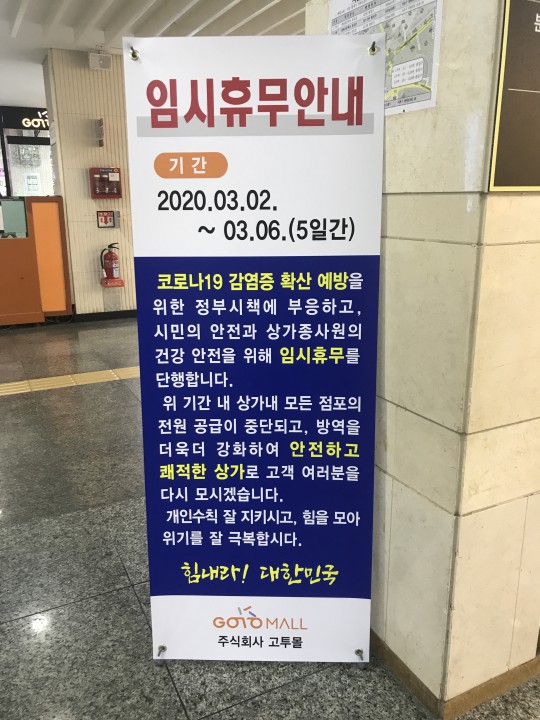 임시휴무안내
기 간
2020.03.02.
~ 03.06.(5일간)
코로나19 감염증 확산 예방을
위한 정부시책에 부응하고,
시민의 안전과 상가종사원의
건강 안전을 위해 임시휴무를
단행합니다.
위 기간 내 상가내 모든 점포의
전원 공급이 중단되고, 방역을
더욱더 강화하여 안전하고
쾌적한 상가로 고객 여러분을
다시 모시겠습니다.
개인수칙 잘 지키시고, 힘을 모아
위기를 잘 극복합시다.
힘내라! 대한민국
GOTO MALL
주식회사 고투몰